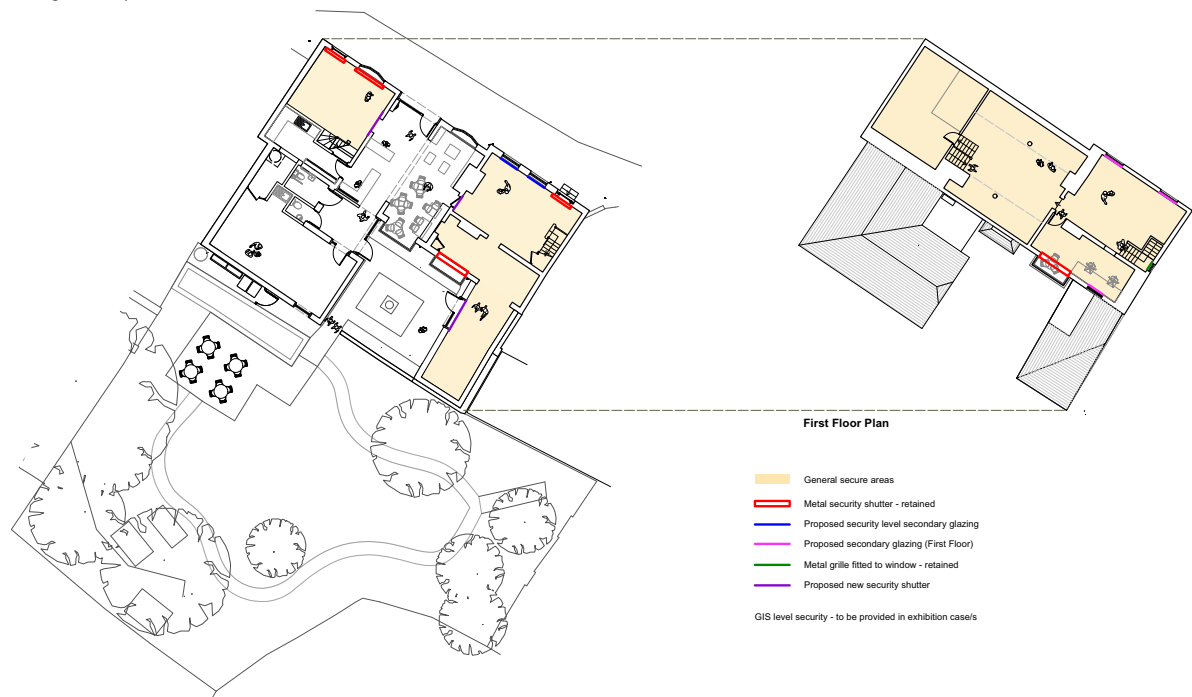 First Floor Plan
General secure areas
Metal security shutter - retained
Proposed security level secondary glazing
Proposed secondary glazing (First Floor)
Metal grille fitted to window - retained
Proposed new security shutter
GIS level security - to be provided in exhibition case/s